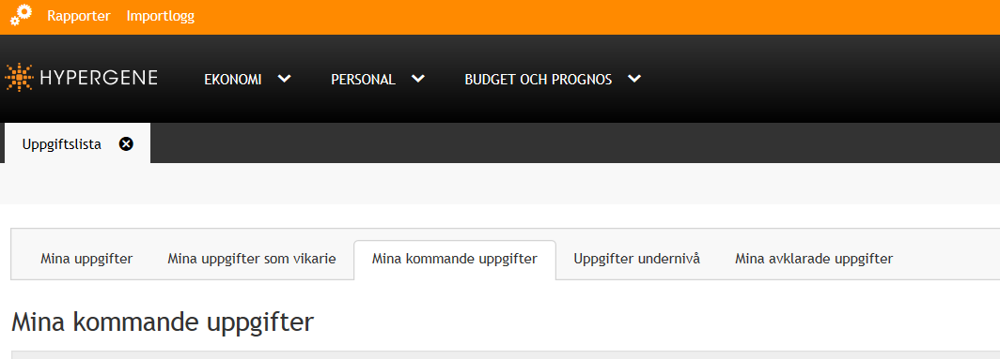 Rapporter Importlogg
HYPERGENE EKONOMI PERSONAL BUDGET OCH PROGNOS
Uppgiftslista
Mina uppgifter Mina uppgifter som vikarie Mina kommande uppgifter Uppgifter undernivå Mina avklarade uppgifter
Mina kommande uppgifter